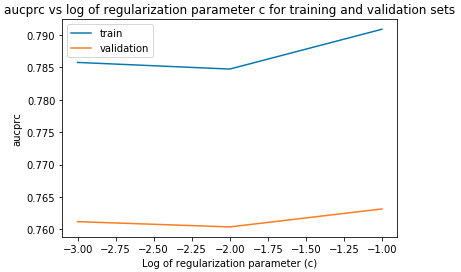 aucprc vs log of regularization parameter c for training and validation sets
train
validation
0.790
0.785
0.780
0.775
0.770
0.765
0.760
aucprc
−3.00 −2.75 −2.50 −2.25 −2.00 −1.75 −1.50 −1.25 −1.00
Log of regularization parameter (c)